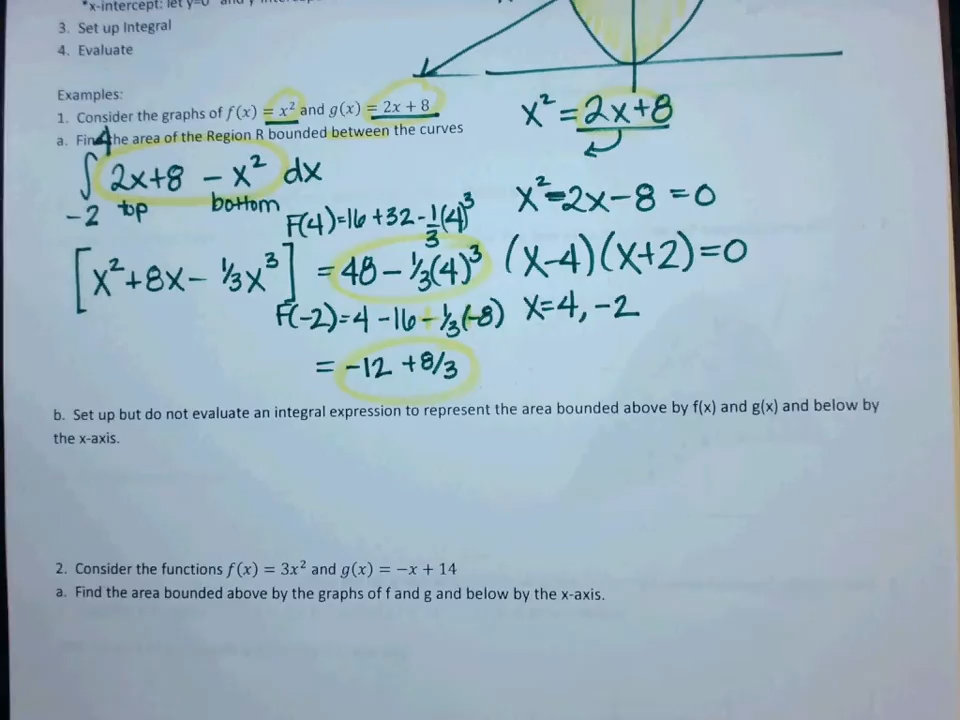 *x-intercept: let y=0 and y
3. Set up Integral
4. Evaluate
Examples:
1. Consider the graphs of f(x) = x² and g(x) = 2x + 8
a. Find the area of the Region R bounded between the curves
x² = 2x+8
4
∫ 2x+8 - x² dx
-2 top bottom
x²=2x-8=0
F(4)=16+32-1/3(4)³
[x²+8x- 1/3x³] = 48-1/3(4)³
(x-4)(x+2)=0
F(-2)=4-16-1/3(-8)
x=4,-2
= -12 +8/3
b. Set up but do not evaluate an integral expression to represent the area bounded above by f(x) and g(x) and below by
the x-axis.
2. Consider the functions f(x) = 3x² and g(x) = −x + 14
a. Find the area bounded above by the graphs of f and g and below by the x-axis.